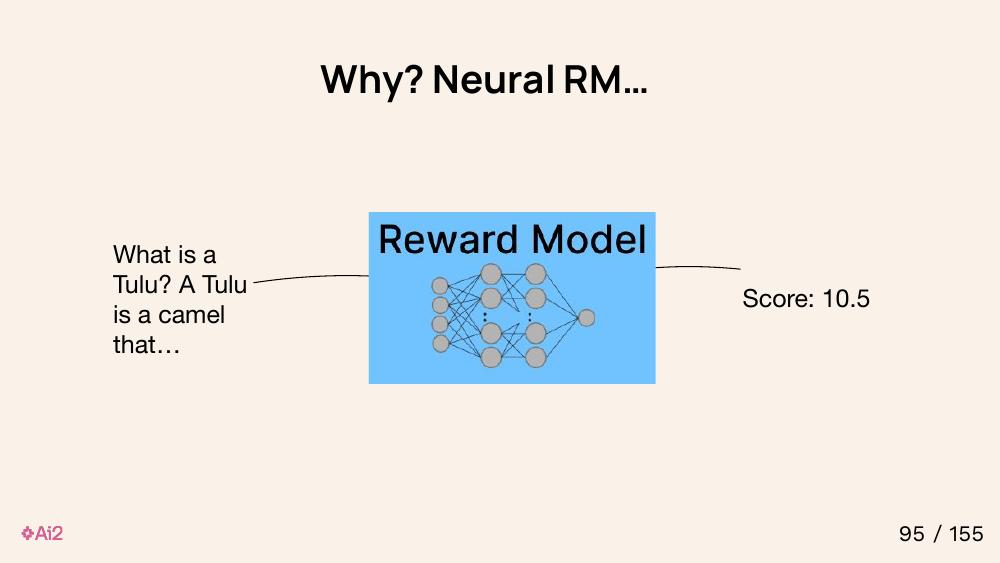 Why? Neural RM...
What is a
Tulu? A Tulu
is a camel
that…
Reward Model
Score: 10.5
Ai2
95 / 155